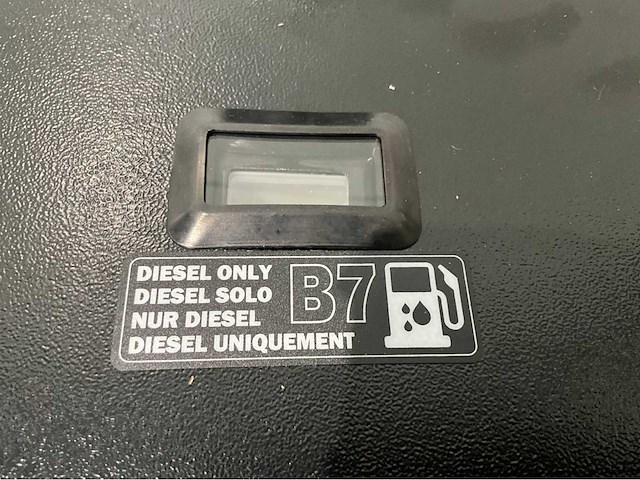 DIESEL ONLY
DIESEL SOLO
NUR DIESEL
DIESEL UNIQUEMENT
B7